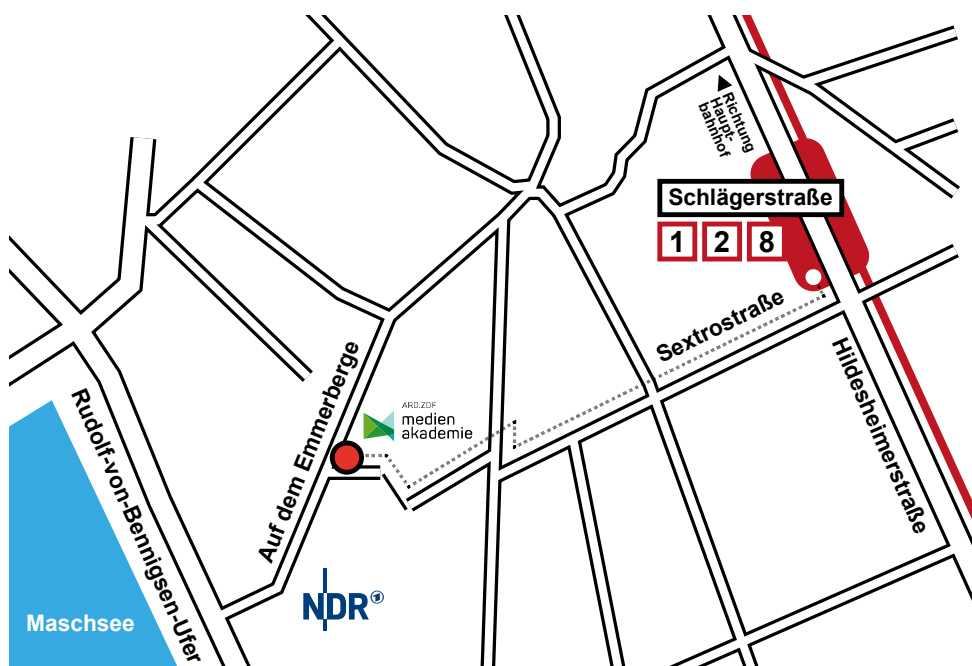 Richtung
Haupt-
bahnhof
Schlägerstraße
1 2 8
Sextrostraße
Hildesheimerstraße
Auf dem Emmerberge
ARD.ZDF
medien
akademie
Rudolf-von-Bennigsen-Ufer
NDR
Maschsee